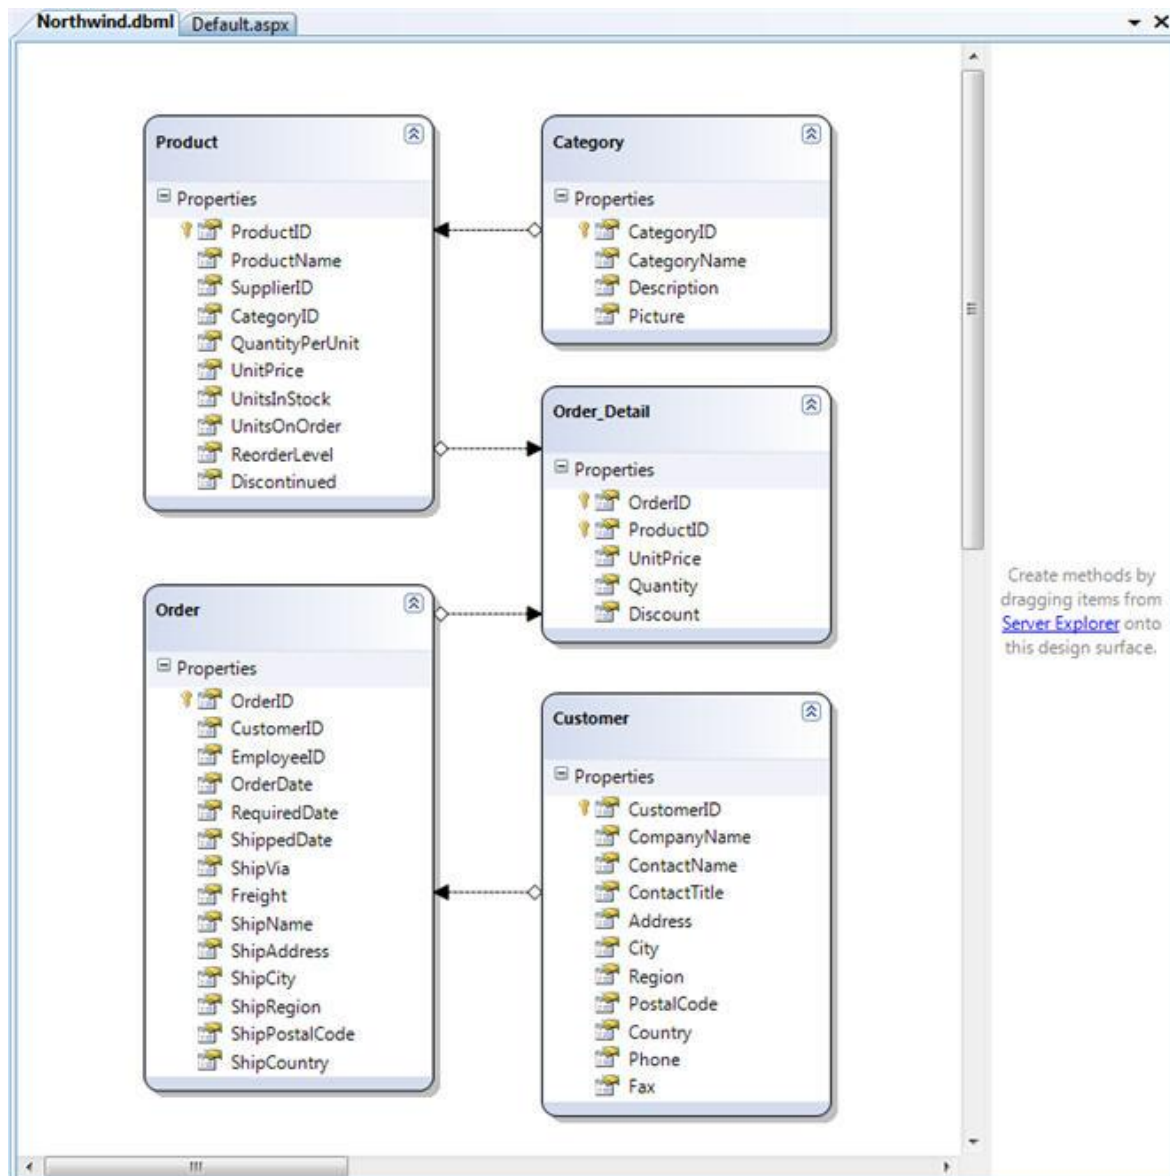 Northwind.dbml
Default.aspx
Product
Properties
ProductID
ProductName
SupplierID
CategoryID
QuantityPerUnit
UnitPrice
UnitsInStock
UnitsOnOrder
ReorderLevel
Discontinued
Category
Properties
CategoryID
CategoryName
Description
Picture
Order_Detail
Properties
OrderID
ProductID
UnitPrice
Quantity
Discount
Order
Properties
OrderID
CustomerID
EmployeeID
OrderDate
RequiredDate
ShippedDate
ShipVia
Freight
ShipName
ShipAddress
ShipCity
ShipRegion
ShipPostalCode
ShipCountry
Customer
Properties
CustomerID
CompanyName
ContactName
ContactTitle
Address
City
Region
PostalCode
Country
Phone
Fax
Create methods by
dragging items from
Server Explorer onto
this design surface.